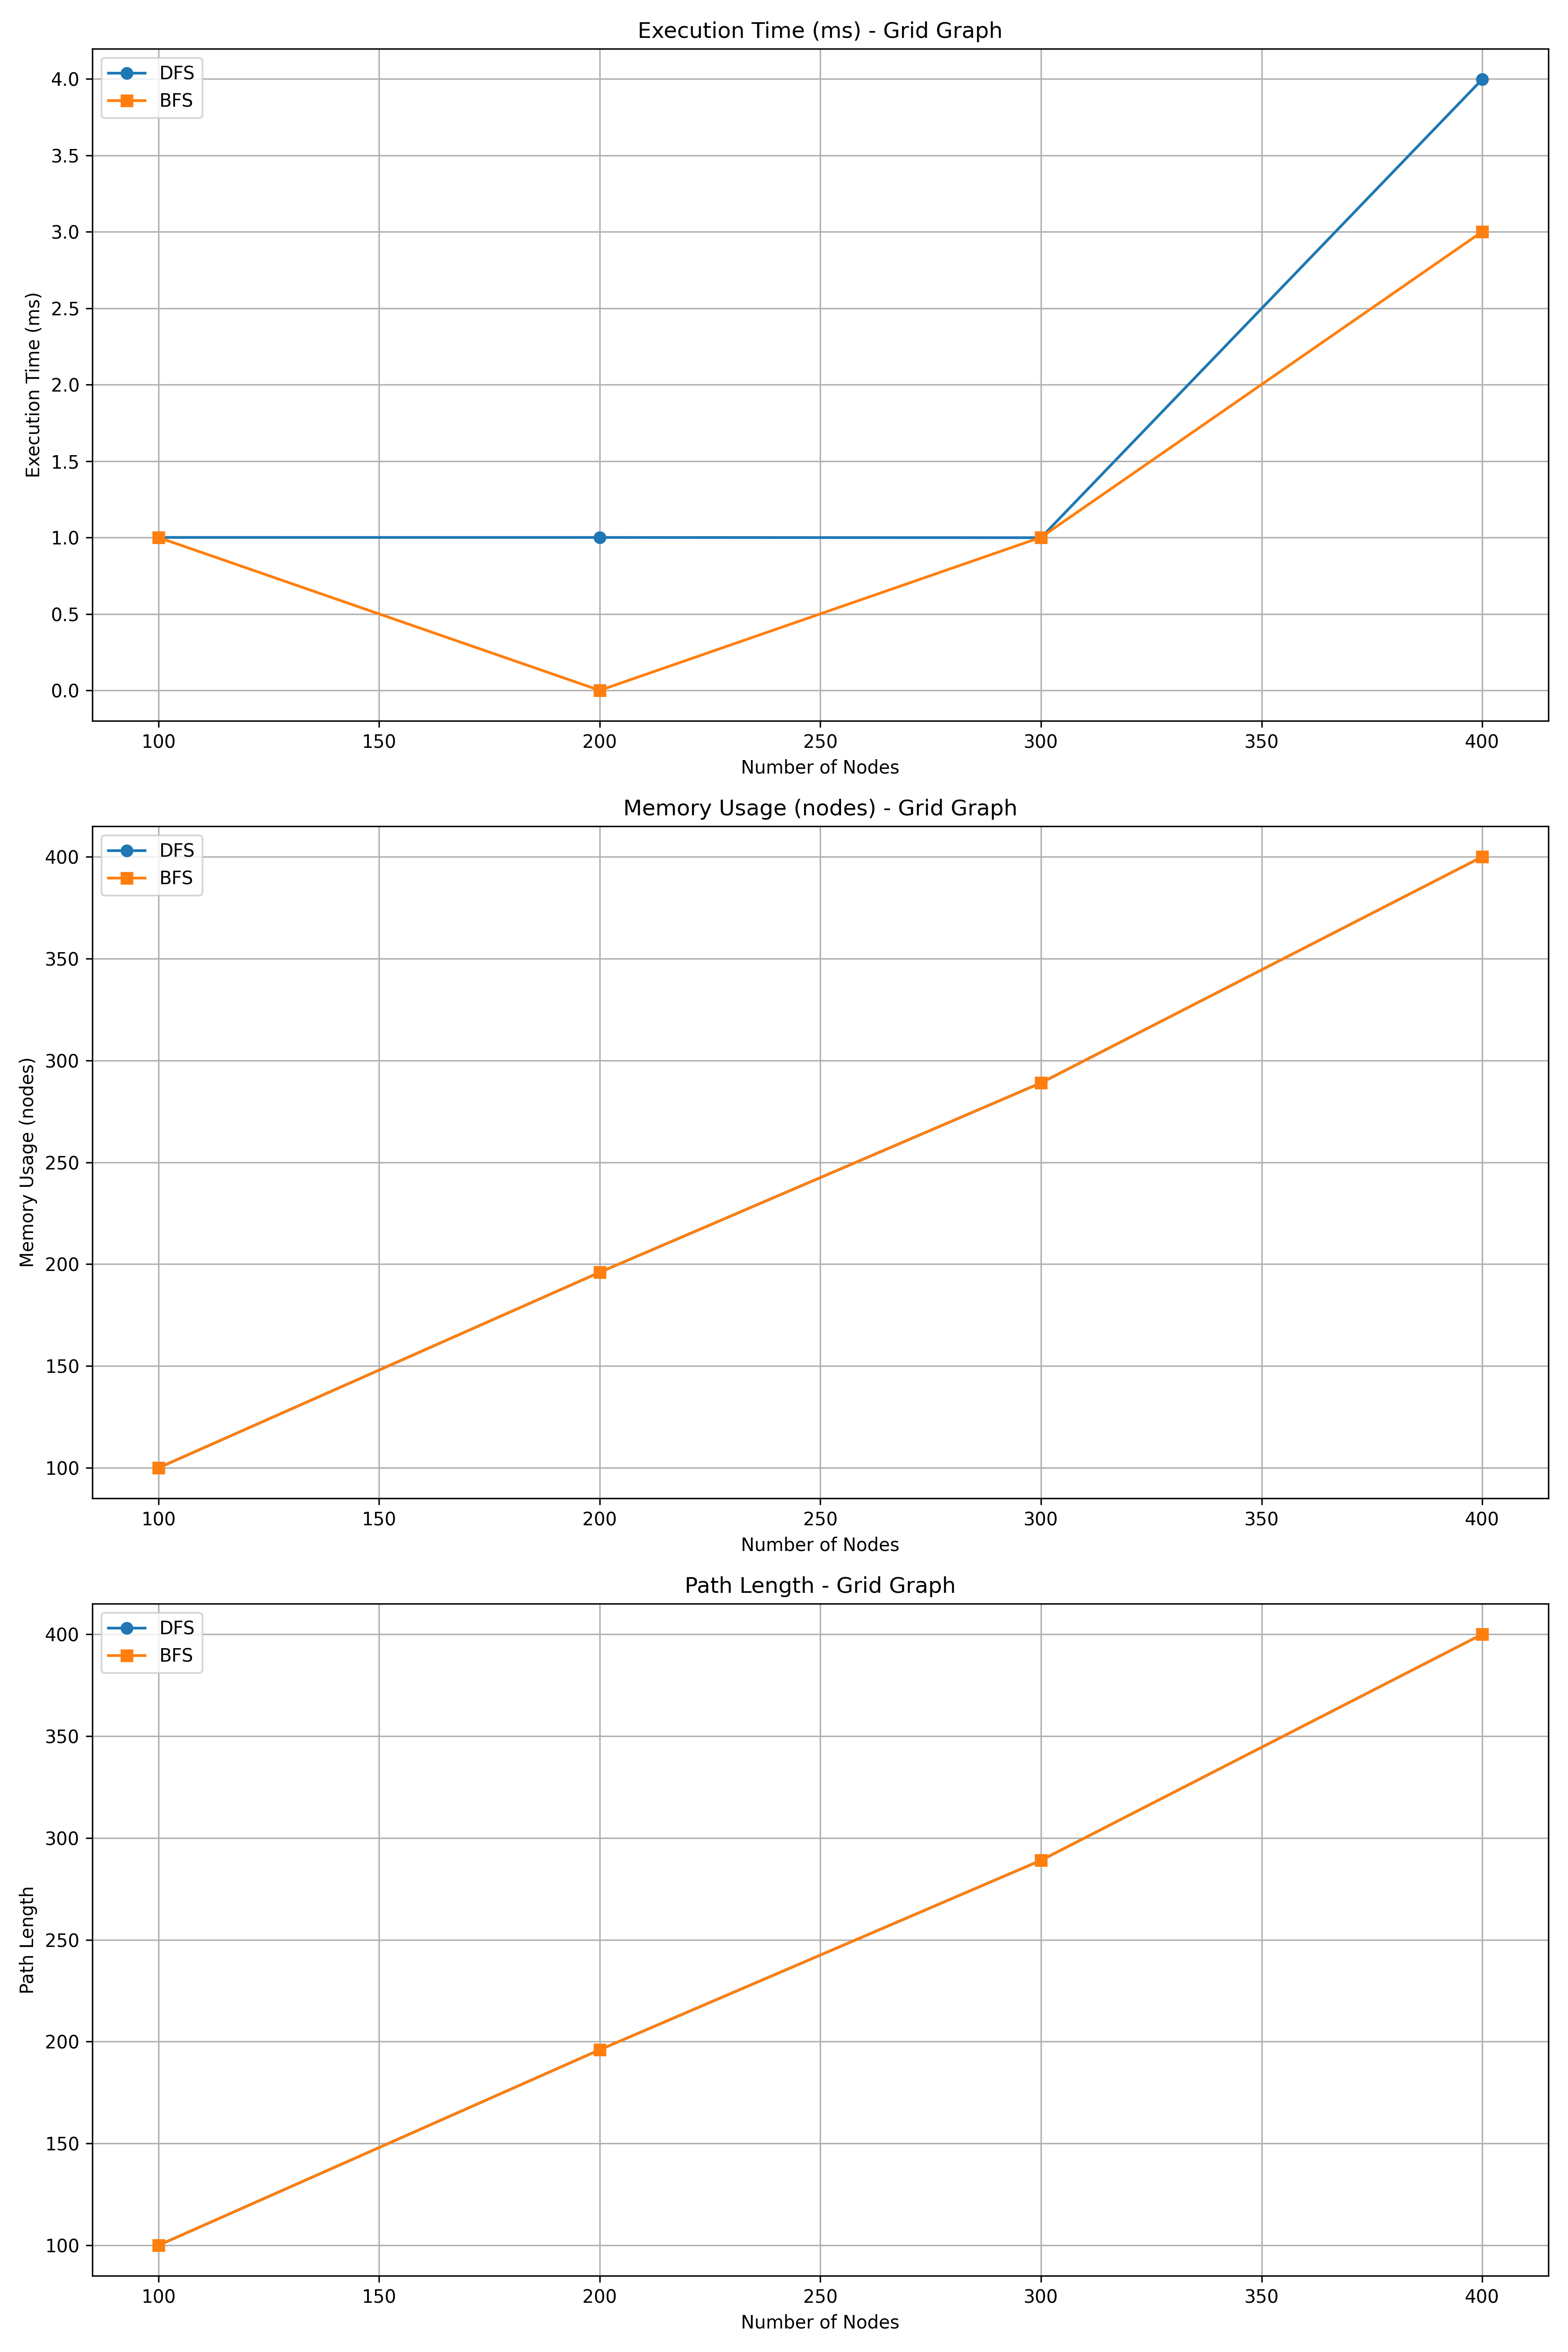 Execution Time (ms) - Grid Graph
DFS
BFS
4.0
3.5
3.0
2.5
2.0
1.5
1.0
0.5
0.0
Execution Time (ms)
100 150 200 250 300 350 400
Number of Nodes
Memory Usage (nodes) - Grid Graph
DFS
BFS
400
350
300
250
200
150
100
Memory Usage (nodes)
100 150 200 250 300 350 400
Number of Nodes
Path Length - Grid Graph
DFS
BFS
400
350
300
250
200
150
100
Path Length
100 150 200 250 300 350 400
Number of Nodes